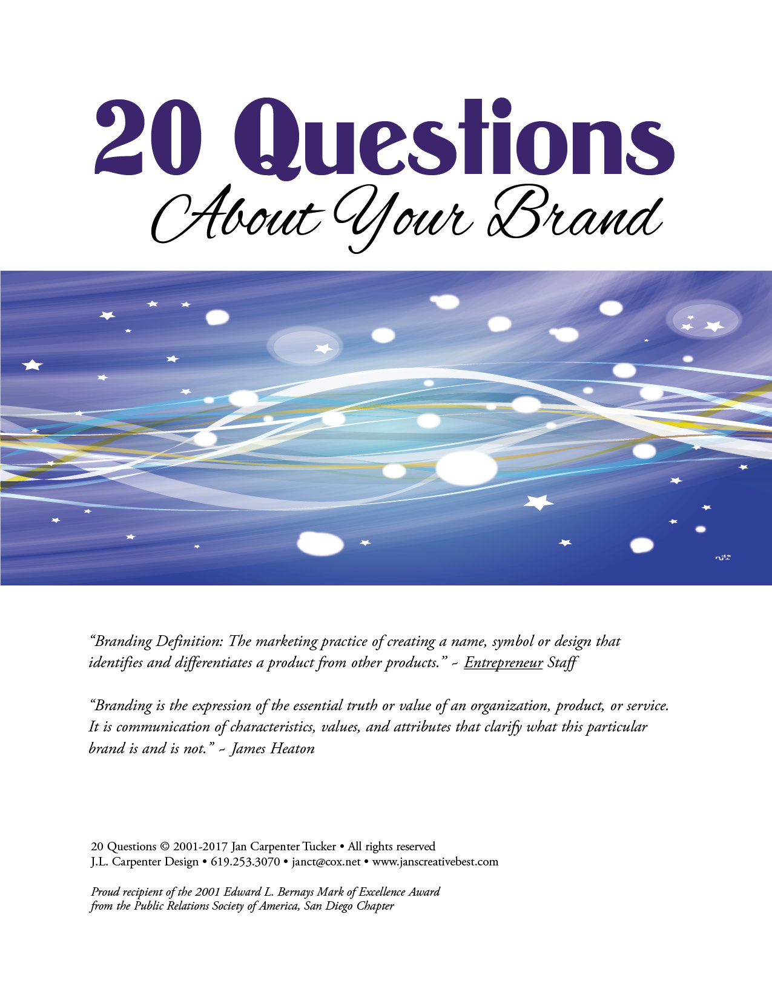 20 Questions
About Your Brand
“Branding Definition: The marketing practice of creating a name, symbol or design that
identifies and differentiates a product from other products.” ~ Entrepreneur Staff
“Branding is the expression of the essential truth or value of an organization, product, or service.
It is communication of characteristics, values, and attributes that clarify what this particular
brand is and is not.” ~ James Heaton
20 Questions © 2001-2017 Jan Carpenter Tucker • All rights reserved
J.L. Carpenter Design • 619.253.3070 • janct@cox.net • www.janscreativebest.com
Proud recipient of the 2001 Edward L. Bernays Mark of Excellence Award
from the Public Relations Society of America, San Diego Chapter